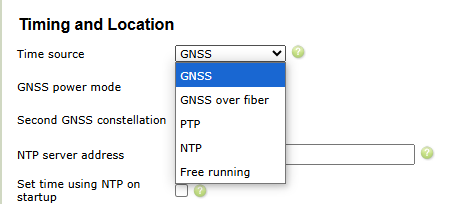 Timing and Location
Time source
GNSS
GNSS power mode
GNSS
GNSS over fiber
Second GNSS constellation
PTP
NTP server address
NTP
Free running
Set time using NTP on
startup